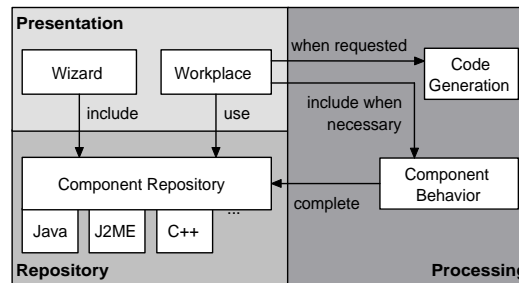 Presentation
when requested
Wizard
Workplace
Code
Generation
include
use
include when
necessary
Component Repository
Component
Behavior
complete
...
Java
J2ME
C++
Repository
Processing